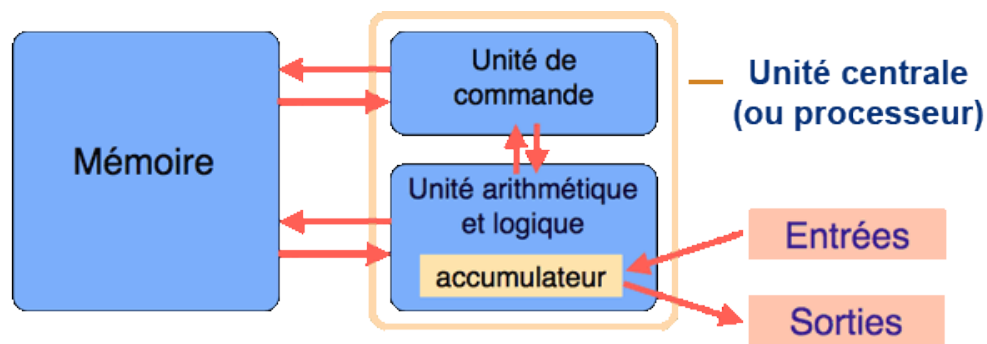 Mémoire
Unité de
commande
Unité centrale
(ou processeur)
Unité arithmétique
et logique
accumulateur
Entrées
Sorties